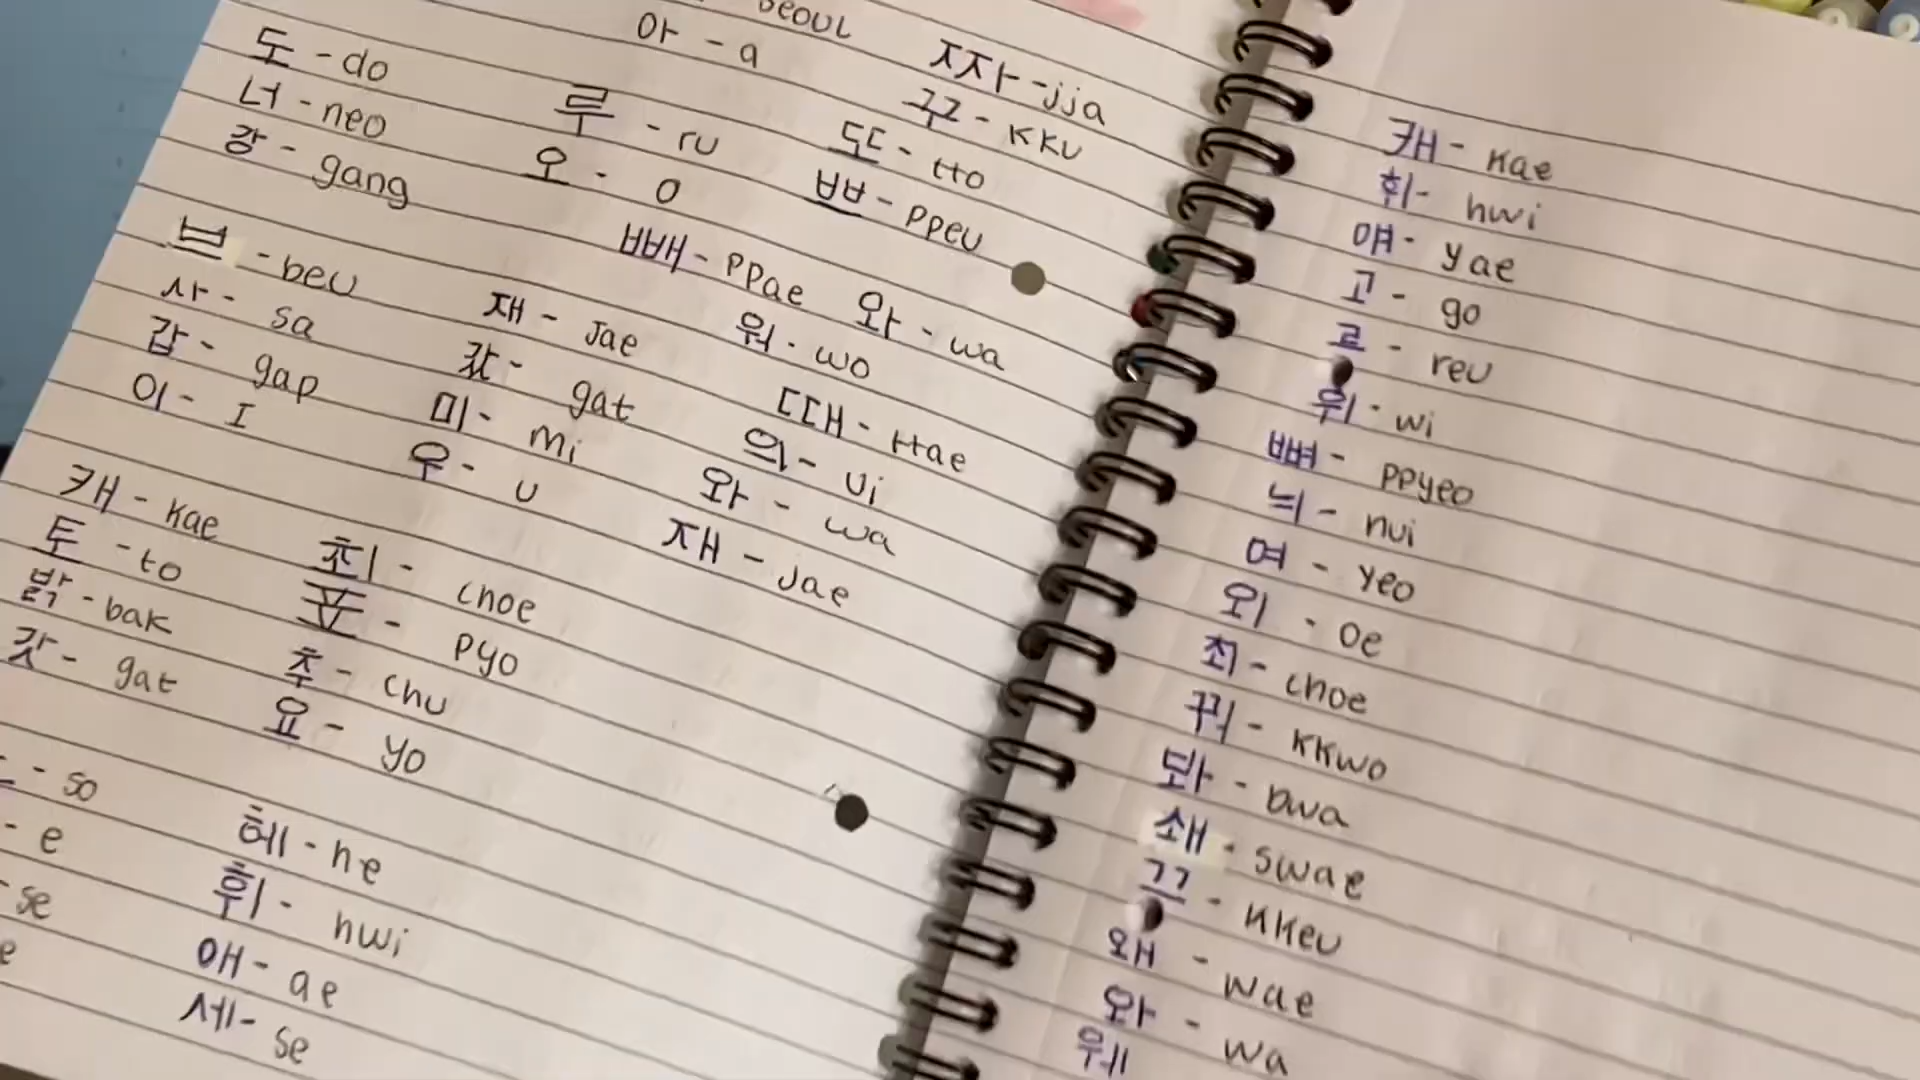 Seoul
아 - a
짜 - jja
꾸 - kku
또 - tto
쁘 - ppeu
도 - do
너 - neo
강 - gang
루 - ru
오 - o
빼 - ppae
와 - wa
워 - wo
때 - ttae
의 - ui
와 - wa
재 - jae
브 - beu
사 - sa
갑 - gap
이 - I
재 - Jae
갔 - gat
미 - mi
우 - u
캐 - kae
토 - to
밝 - bak
갓 - gat
최 - choe
표 - pyo
추 - chu
요 - yo
- so
- e
- se
e
헤 - he
휘 - hwi
애 - ae
세 - se
캐 - kae
휘 - hwi
얘 - yae
고 - go
르 - reu
위 - wi
뼈 - ppyeo
늬 - nui
여 - yeo
외 - oe
최 - choe
꿔 - kkwo
봐 - bwa
쇄 - swae
끄 - kkeu
왜 - wae
와 - wa
웨